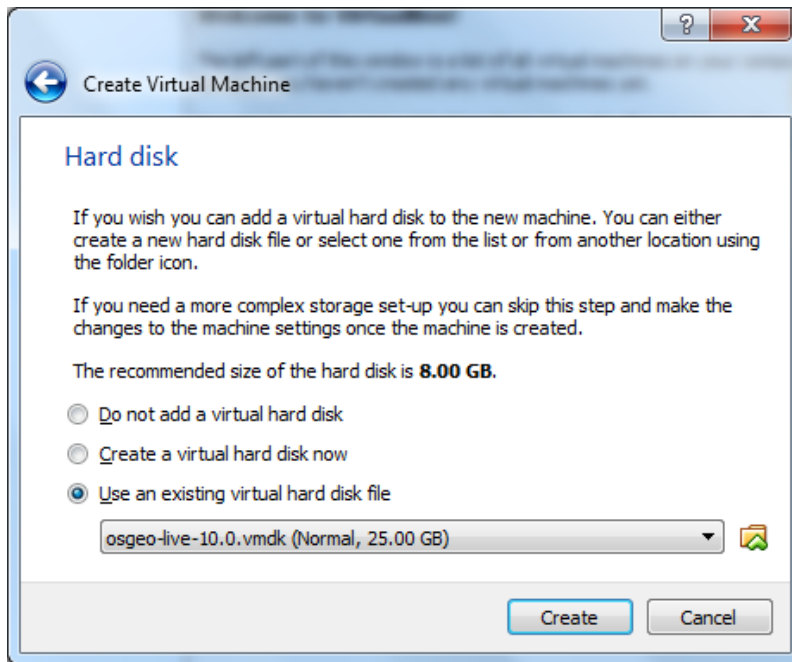 Welcome to VirtualBox!
?
X
Create Virtual Machine
Hard disk
If you wish you can add a virtual hard disk to the new machine. You can either
create a new hard disk file or select one from the list or from another location using
the folder icon.
If you need a more complex storage set-up you can skip this step and make the
changes to the machine settings once the machine is created.
The recommended size of the hard disk is 8.00 GB.
Do not add a virtual hard disk
Create a virtual hard disk now
Use an existing virtual hard disk file
osgeo-live-10.0.vmdk (Normal, 25.00 GB)
Create
Cancel